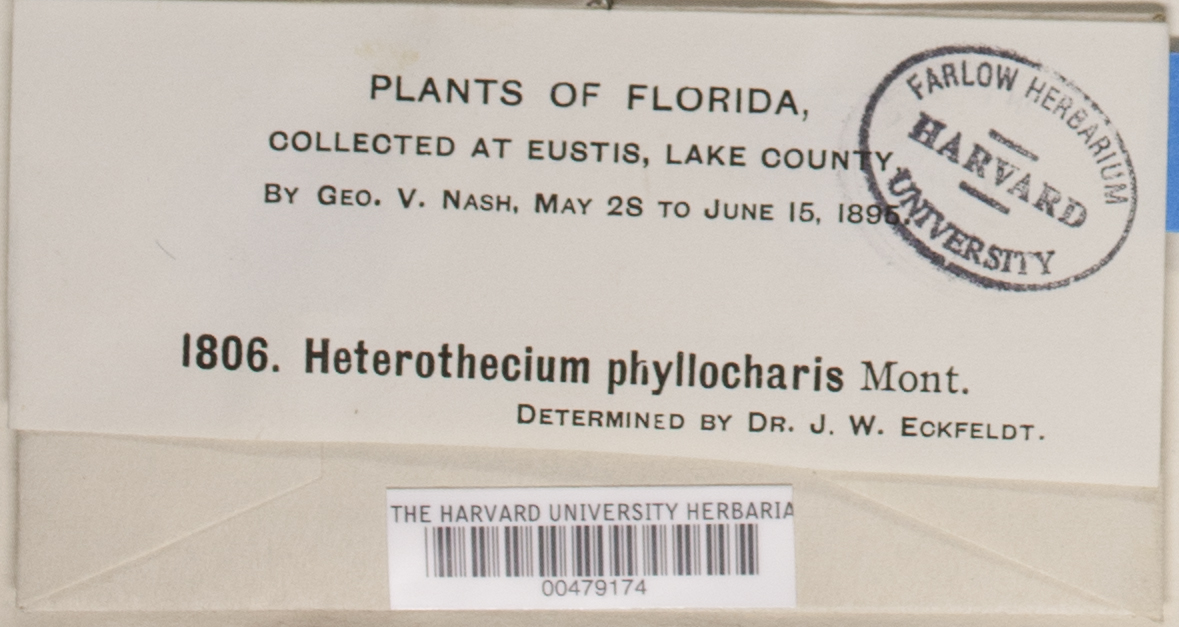 PLANTS OF FLORIDA,
COLLECTED AT EUSTIS, LAKE COUNTY,
BY GEO. V. NASH, MAY 2S TO JUNE 15, 1895.
FARLOW HERBARIUM
HARVARD
UNIVERSITY
1806. Heterothecium phyllocharis Mont.
DETERMINED BY DR. J. W. ECKFELDT.
THE HARVARD UNIVERSITY HERBARIA
00479174